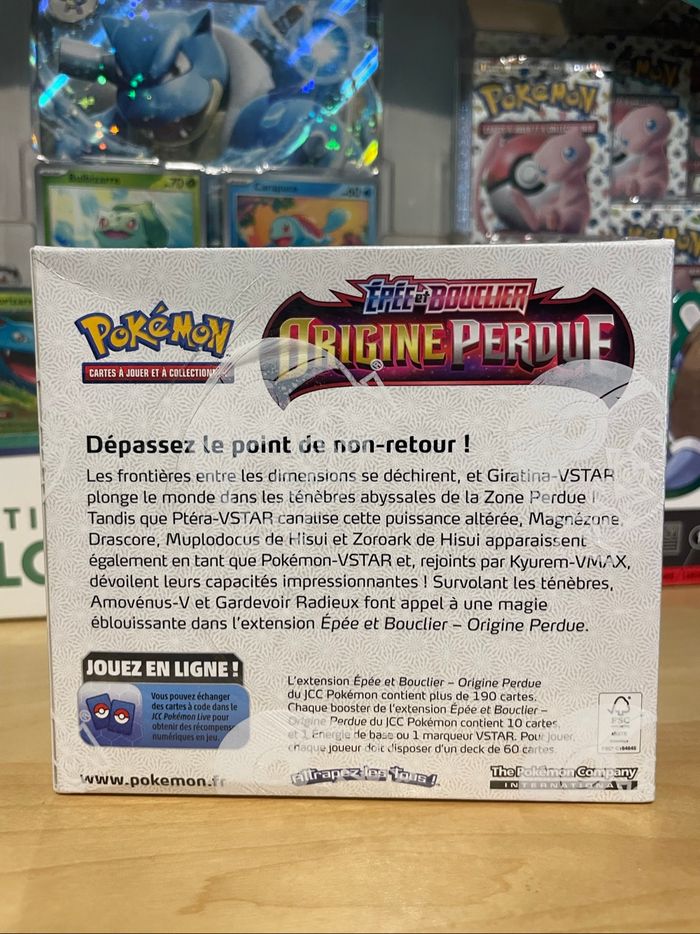 Bulbizarre 70
Carapuce
Pokémon
POKÉMON
CARTES À JOUER ET À COLLECTIONNER
ÉPÉE et BOUCLIER
ORIGINE PERDUE
Dépassez le point de non-retour !
Les frontières entre les dimensions se déchirent, et Giratina-VSTAR
plonge le monde dans les ténèbres abyssales de la Zone Perdue !
Tandis que Ptéra-VSTAR canalise cette puissance altérée, Magnézone,
Drascore, Muplodocus de Hisui et Zoroark de Hisui apparaissent
également en tant que Pokémon-VSTAR et, rejoints par Kyurem-VMAX,
dévoilent leurs capacités impressionnantes ! Survolant les ténèbres,
Amovénus-V et Gardevoir Radieux font appel à une magie
éblouissante dans l'extension Épée et Bouclier – Origine Perdue.
JOUEZ EN LIGNE !
Vous pouvez échanger
des cartes à code dans le
JCC Pokémon Live pour
obtenir des récompenses
numériques en jeu.
L'extension Épée et Bouclier – Origine Perdue
du JCC Pokémon contient plus de 190 cartes.
Chaque booster de l'extension Épée et Bouclier –
Origine Perdue du JCC Pokémon contient 10 cartes
et 1 Énergie de base ou 1 marqueur VSTAR. Pour jouer,
chaque joueur doit disposer d'un deck de 60 cartes.
FSC
www.pokemon.fr
Attrapez-les Tous !
The Pokémon Company
INTERNATIONAL